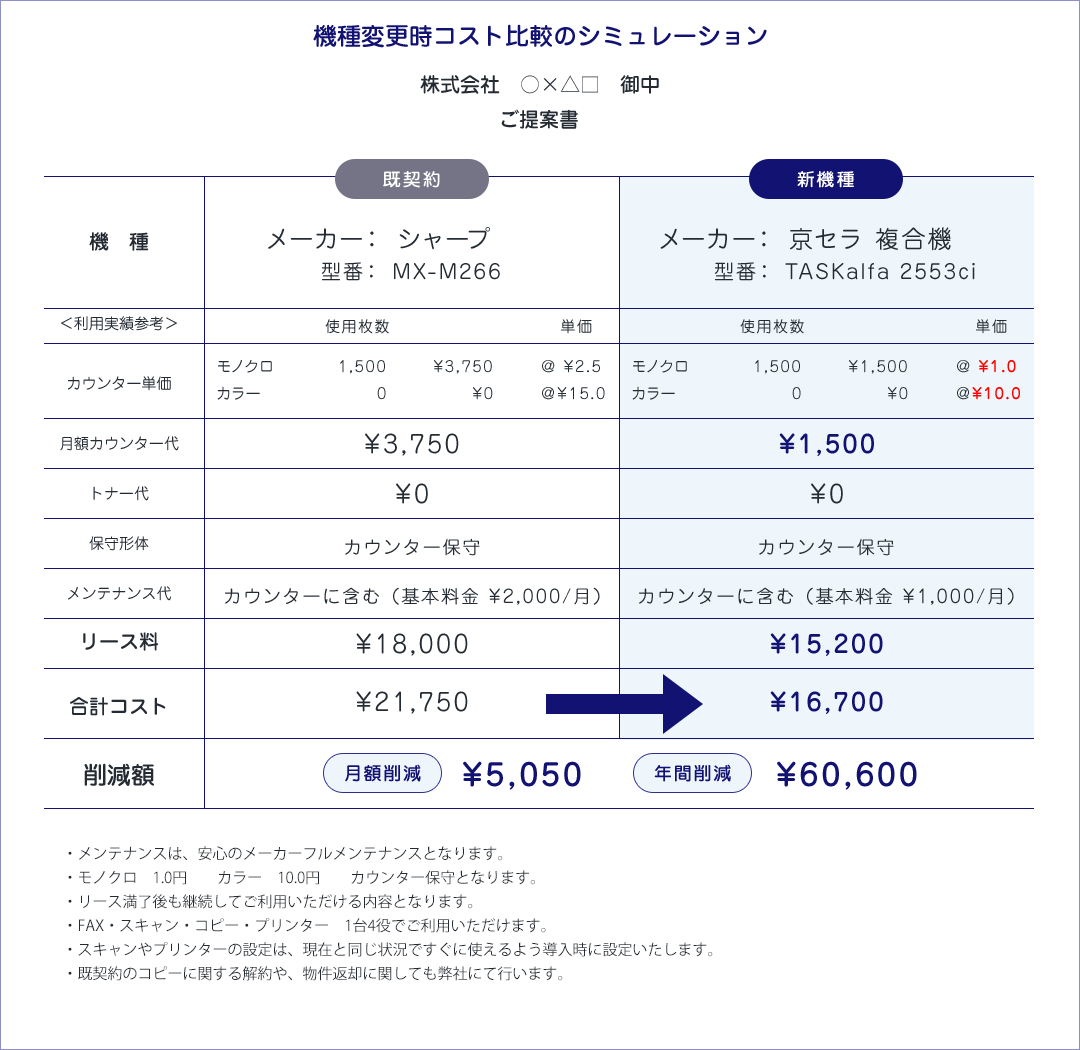 機種変更時コスト比較のシミュレーション
株式会社　○×△□　御中
ご提案書
既契約 新機種
機　種 メーカー： シャープ メーカー： 京セラ 複合機
型番： MX-M266 型番： TASKalfa 2553ci
＜利用実績参考＞ 使用枚数 単価 使用枚数 単価
カウンター単価
モノクロ 1,500 ¥3,750 @ ¥2.5 モノクロ 1,500 ¥1,500 @ ¥1.0
カラー 0 ¥0 @¥15.0 カラー 0 ¥0 @¥10.0
月額カウンター代 ¥3,750 ¥1,500
トナー代 ¥0 ¥0
保守形体 カウンター保守 カウンター保守
メンテナンス代 カウンターに含む（基本料金 ¥2,000/月） カウンターに含む（基本料金 ¥1,000/月）
リース料 ¥18,000 ¥15,200
合計コスト ¥21,750 ¥16,700
削減額 月額削減 ¥5,050 年間削減 ¥60,600
・メンテナンスは、安心のメーカーフルメンテナンスとなります。
・モノクロ　1.0円　　カラー　10.0円　　カウンター保守となります。
・リース満了後も継続してご利用いただける内容となります。
・FAX・スキャン・コピー・プリンター　1台4役でご利用いただけます。
・スキャンやプリンターの設定は、現在と同じ状況ですぐに使えるよう導入時に設定いたします。
・既契約のコピーに関する解約や、物件返却に関しても弊社にて行います。